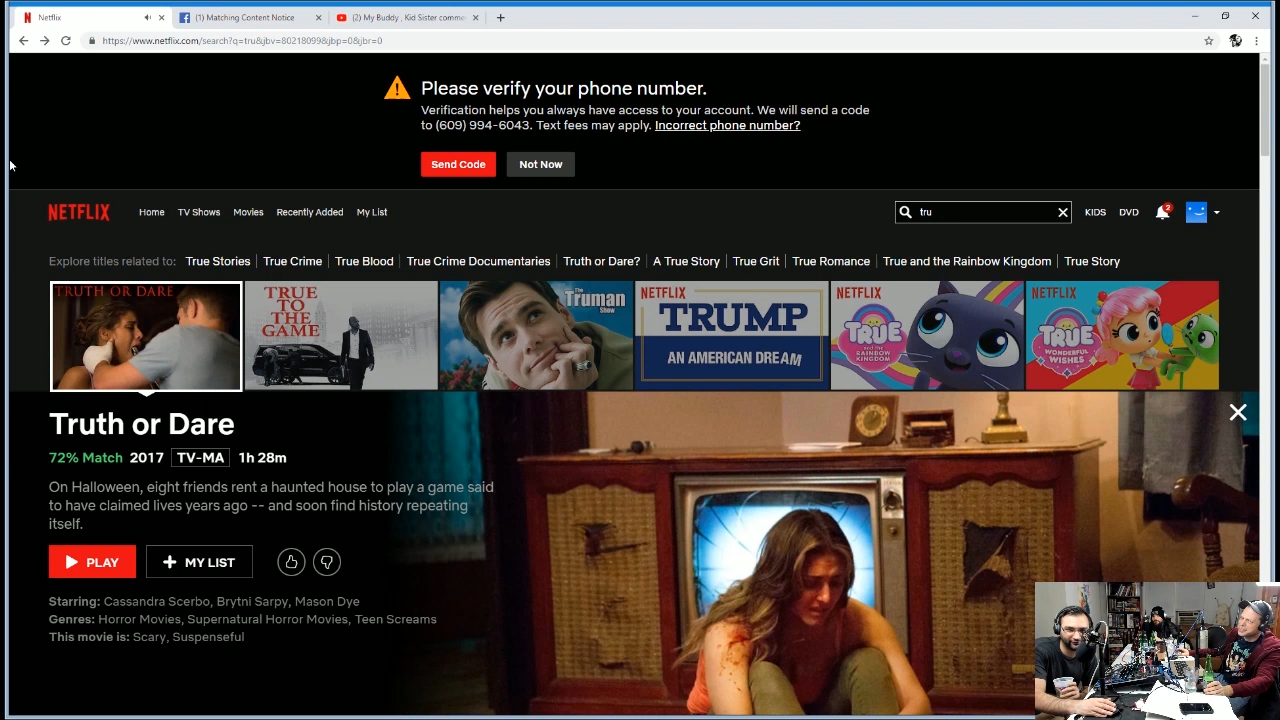 Netflix
(1) Matching Content Notice
(2) My Buddy , Kid Sister comme
https://www.netflix.com/search?q=tru&jbv=80218099&jbp=0&jbr=0
Please verify your phone number.
Verification helps you always have access to your account. We will send a code
to (609) 994-6043. Text fees may apply. Incorrect phone number?
Send Code
Not Now
NETFLIX
Home
TV Shows
Movies
Recently Added
My List
tru
KIDS
DVD
2
Explore titles related to: True Stories | True Crime | True Blood | True Crime Documentaries | Truth or Dare? | A True Story | True Grit | True Romance | True and the Rainbow Kingdom | True Story
TRUTH OR DARE
TRUE
TO
THE
GAME
The
Truman
Show
NETFLIX
TRUMP
AN AMERICAN DREAM
NETFLIX
TRUE
and the
RAINBOW
KINGDOM
NETFLIX
TRUE
WONDERFUL
WISHES
Truth or Dare
72% Match 2017 TV-MA 1h 28m
On Halloween, eight friends rent a haunted house to play a game said
to have claimed lives years ago -- and soon find history repeating
itself.
PLAY
MY LIST
Starring: Cassandra Scerbo, Brytni Sarpy, Mason Dye
Genres: Horror Movies, Supernatural Horror Movies, Teen Screams
This movie is: Scary, Suspenseful